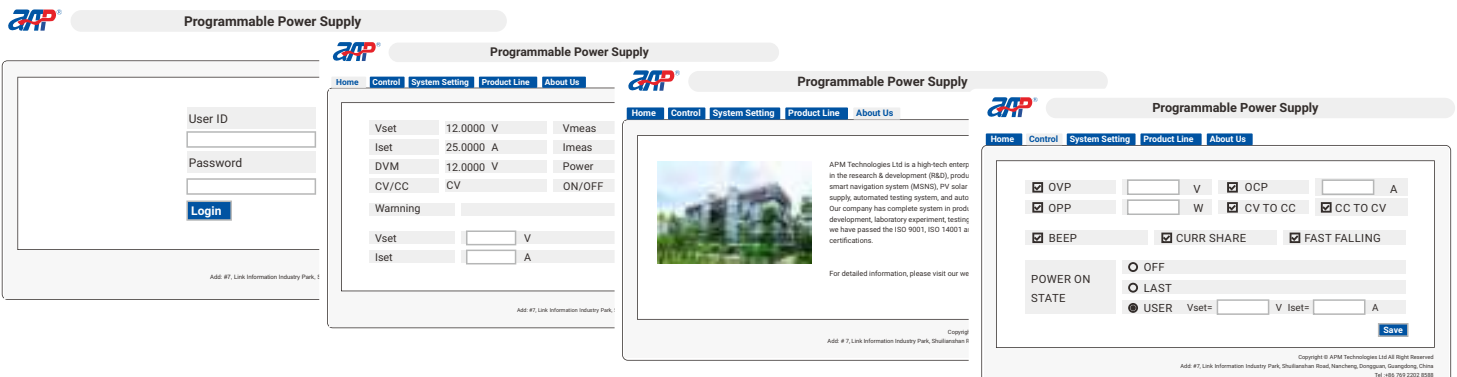 Programmable Power Supply
User ID
Password
Login
Add: #7, Link Information Industry Park,
Programmable Power Supply
Home Control System Setting Product Line About Us
Vset 12.0000 V Vmeas
Iset 25.0000 A Imeas
DVM 12.0000 V Power
CV/CC CV ON/OFF
Warnning
Vset V
Iset A
Add: #7, Link Information Industry Park,
Programmable Power Supply
Home Control System Setting Product Line About Us
APM Technologies Ltd is a high-tech enterp
in the research & development (R&D), produ
smart navigation system (MSNS), PV solar
supply, automated testing system, and auto
Our company has complete system in produ
development, laboratory experiment, testing
we have passed the ISO 9001, ISO 14001 a
certifications.
For detailed information, please visit our we
Copyrigh
Add: # 7, Link Information Industry Park, Shuilianshan R
Programmable Power Supply
Home Control System Setting Product Line About Us
OVP V OCP A
OPP W CV TO CC CC TO CV
BEEP CURR SHARE FAST FALLING
POWER ON STATE
OFF
LAST
USER Vset= V Iset= A
Save
Copyright © APM Technologies Ltd All Right Reserved
Add: #7, Link Information Industry Park, Shuilianshan Road, Nancheng, Dongguan, Guangdong, China
Tel :+86 769 2202 8588